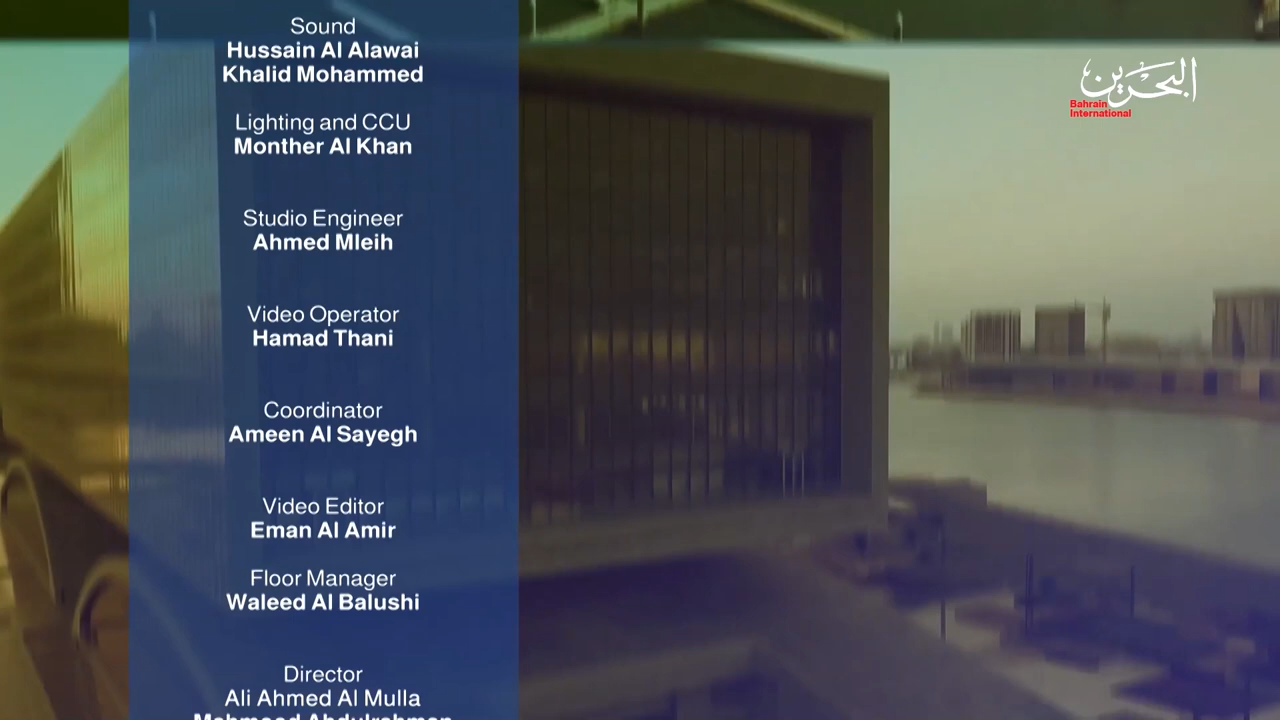 Sound
Hussain Al Alawai
Khalid Mohammed
Lighting and CCU
Monther Al Khan
Studio Engineer
Ahmed Mleih
Video Operator
Hamad Thani
Coordinator
Ameen Al Sayegh
Video Editor
Eman Al Amir
Floor Manager
Waleed Al Balushi
Director
Ali Ahmed Al Mulla
Mahmood Abdulrahman
البحرين
Bahrain
International